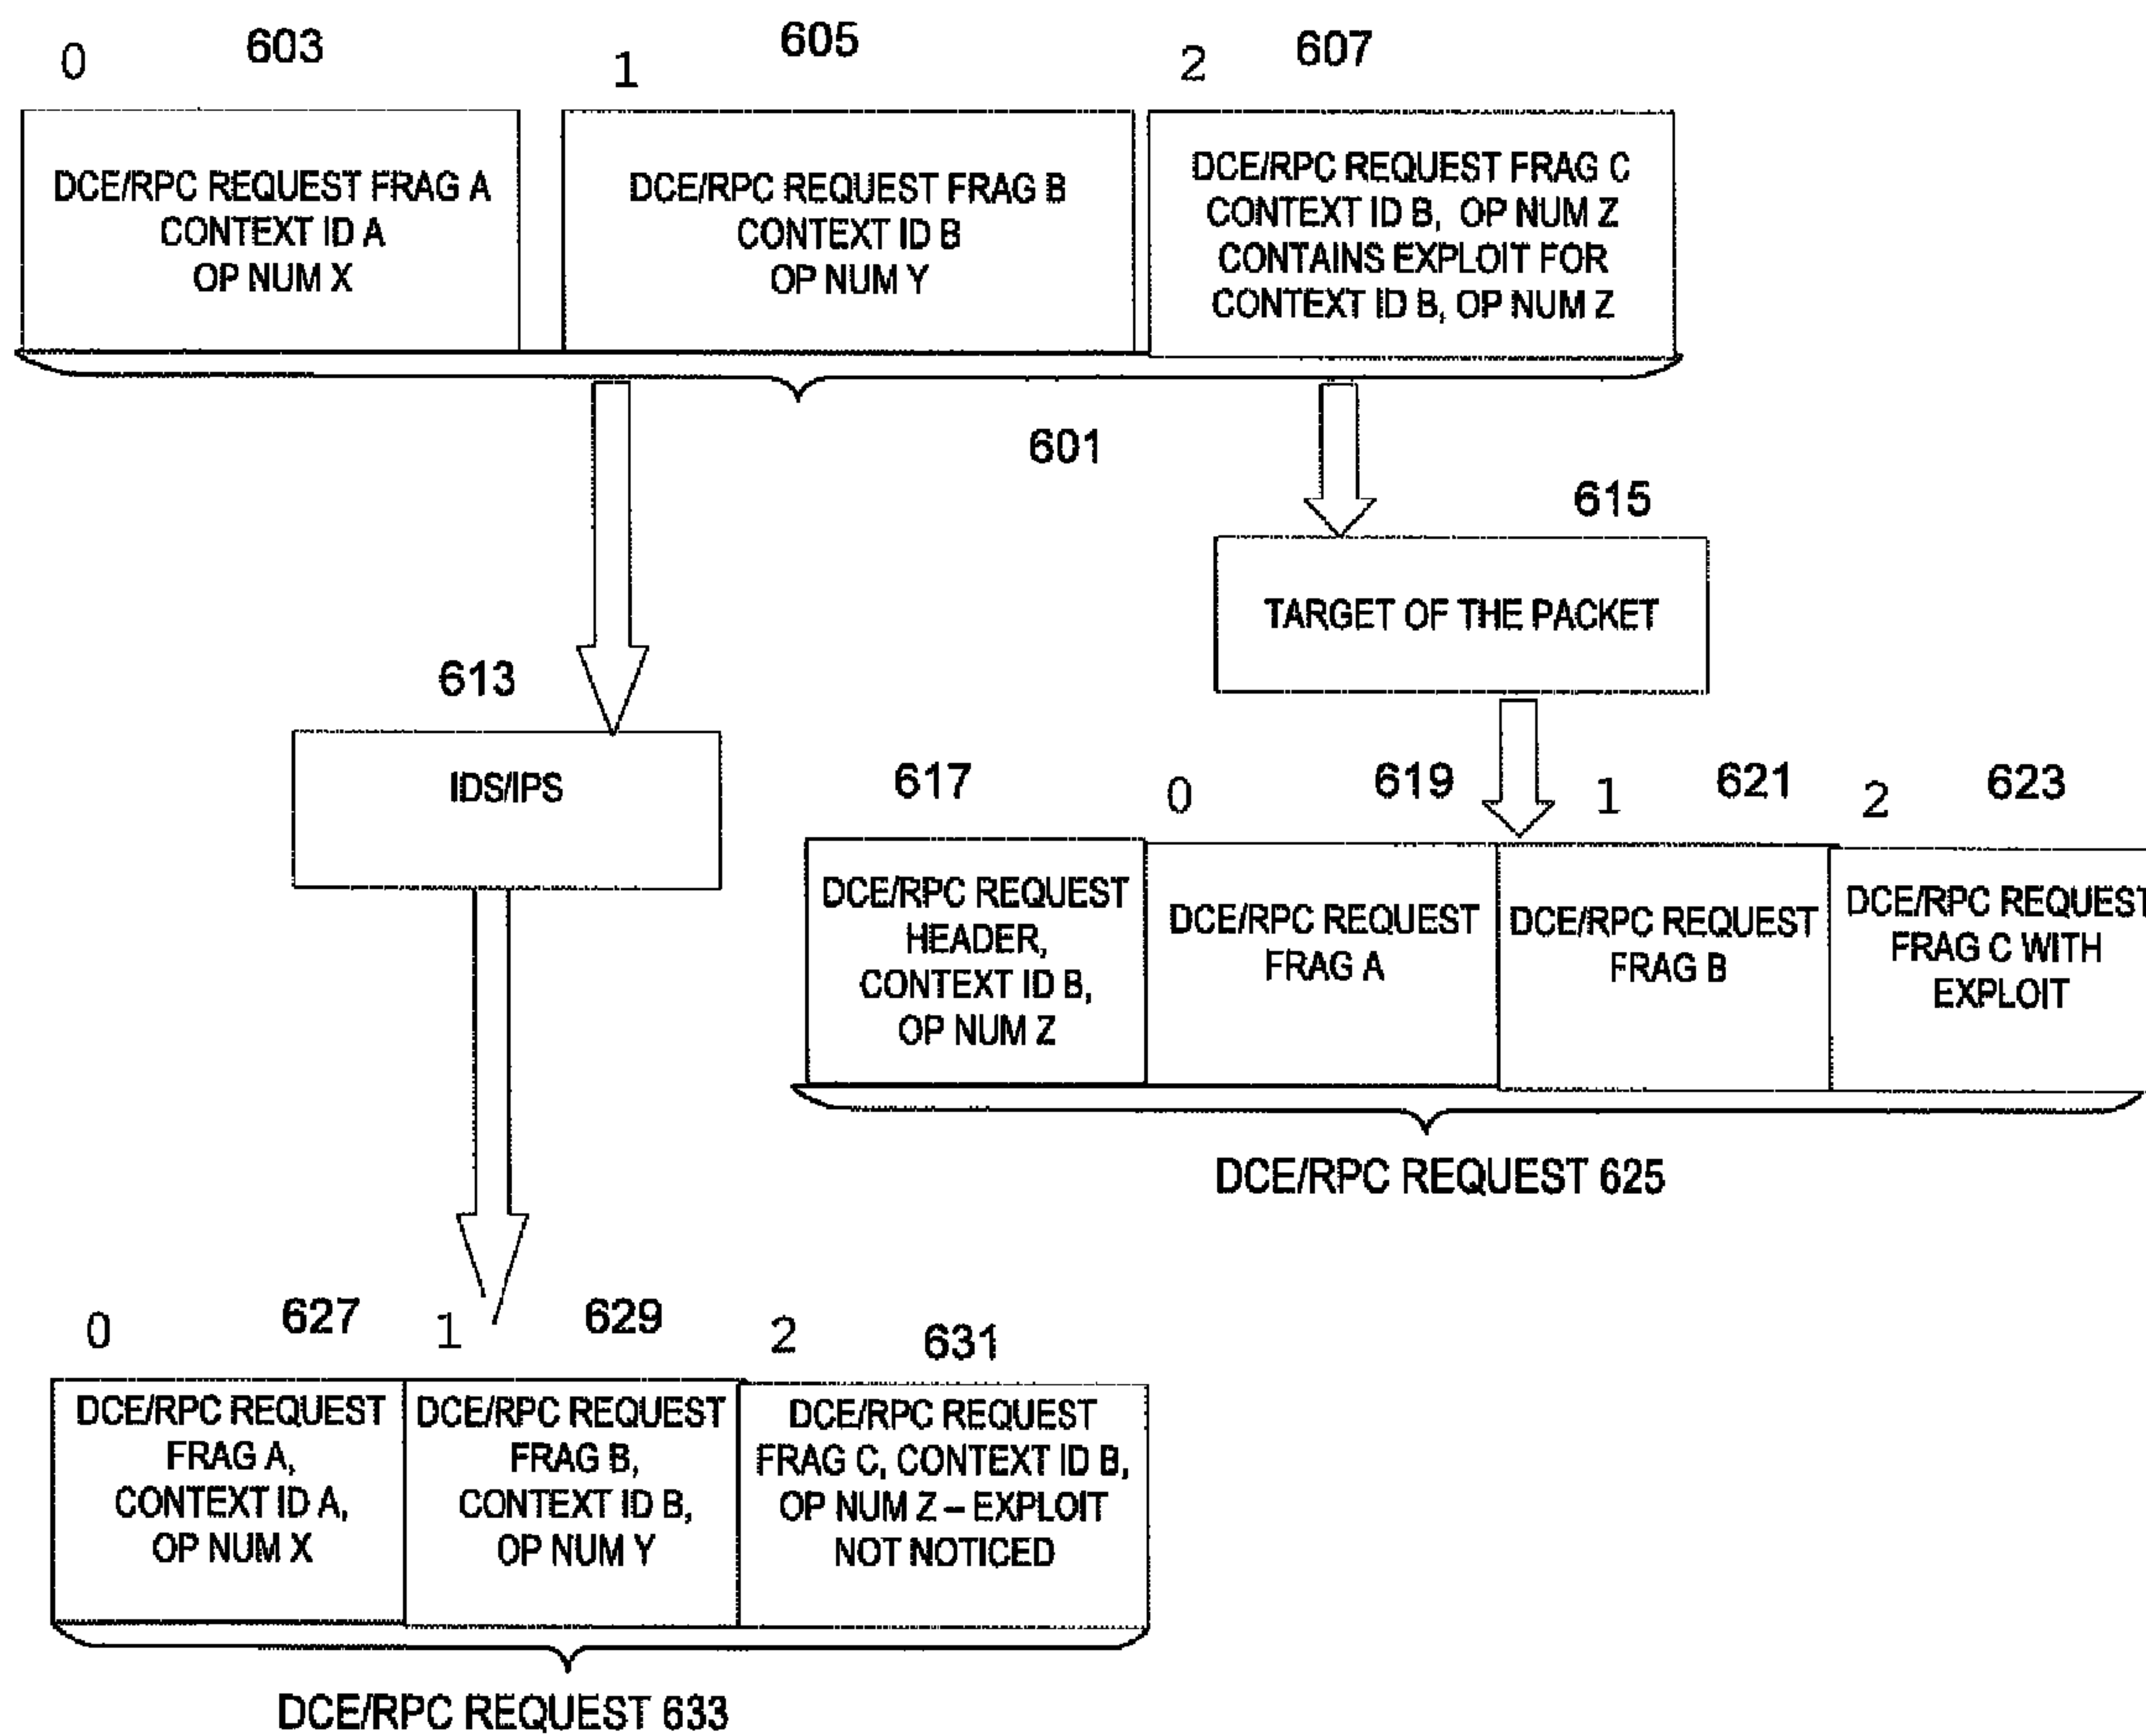 0 603 1 605 2 607
DCE/RPC REQUEST FRAG A
CONTEXT ID A
OP NUM X
DCE/RPC REQUEST FRAG B
CONTEXT ID B
OP NUM Y
DCE/RPC REQUEST FRAG C
CONTEXT ID B, OP NUM Z
CONTAINS EXPLOIT FOR
CONTEXT ID B, OP NUM Z
601
615
TARGET OF THE PACKET
613
IDS/IPS
617 0 619 1 621 2 623
DCE/RPC REQUEST
HEADER,
CONTEXT ID B,
OP NUM Z
DCE/RPC REQUEST
FRAG A
DCE/RPC REQUEST
FRAG B
DCE/RPC REQUEST
FRAG C WITH
EXPLOIT
DCE/RPC REQUEST 625
0 627 1 629 2 631
DCE/RPC REQUEST
FRAG A,
CONTEXT ID A,
OP NUM X
DCE/RPC REQUEST
FRAG B,
CONTEXT ID B,
OP NUM Y
DCE/RPC REQUEST
FRAG C, CONTEXT ID B,
OP NUM Z – EXPLOIT
NOT NOTICED
DCE/RPC REQUEST 633